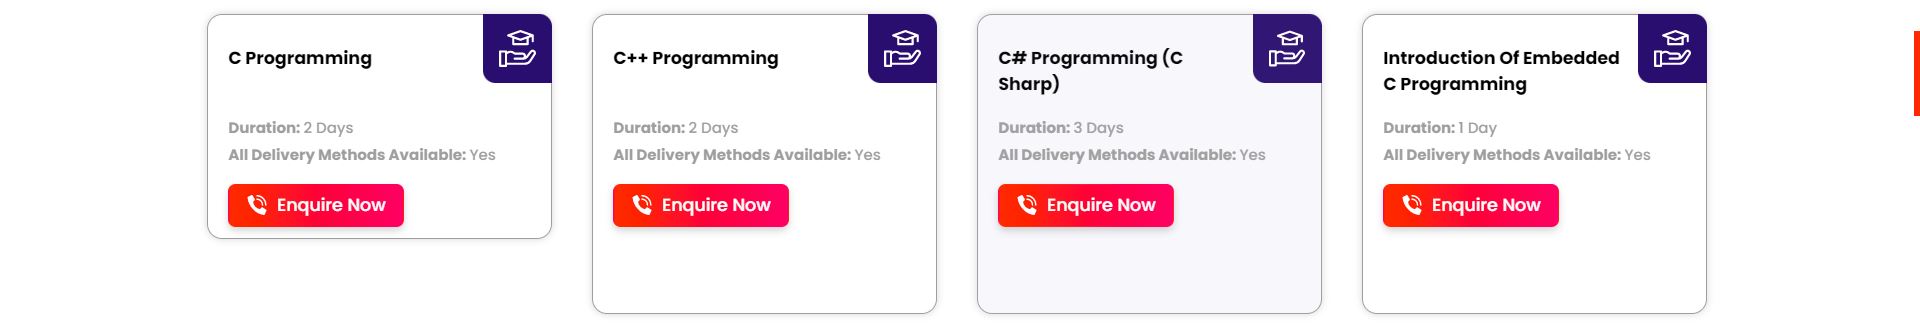 C Programming
Duration: 2 Days
All Delivery Methods Available: Yes
Enquire Now
C++ Programming
Duration: 2 Days
All Delivery Methods Available: Yes
Enquire Now
C# Programming (C
Sharp)
Duration: 3 Days
All Delivery Methods Available: Yes
Enquire Now
Introduction Of Embedded
C Programming
Duration: 1 Day
All Delivery Methods Available: Yes
Enquire Now